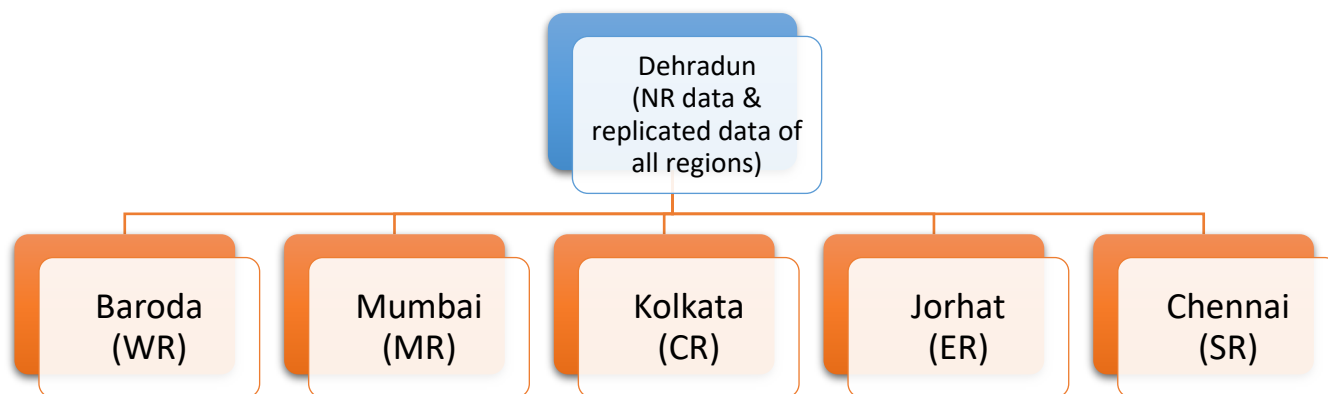 Dehradun
(NR data &
replicated data of
all regions)
Baroda
(WR)
Mumbai
(MR)
Kolkata
(CR)
Jorhat
(ER)
Chennai
(SR)